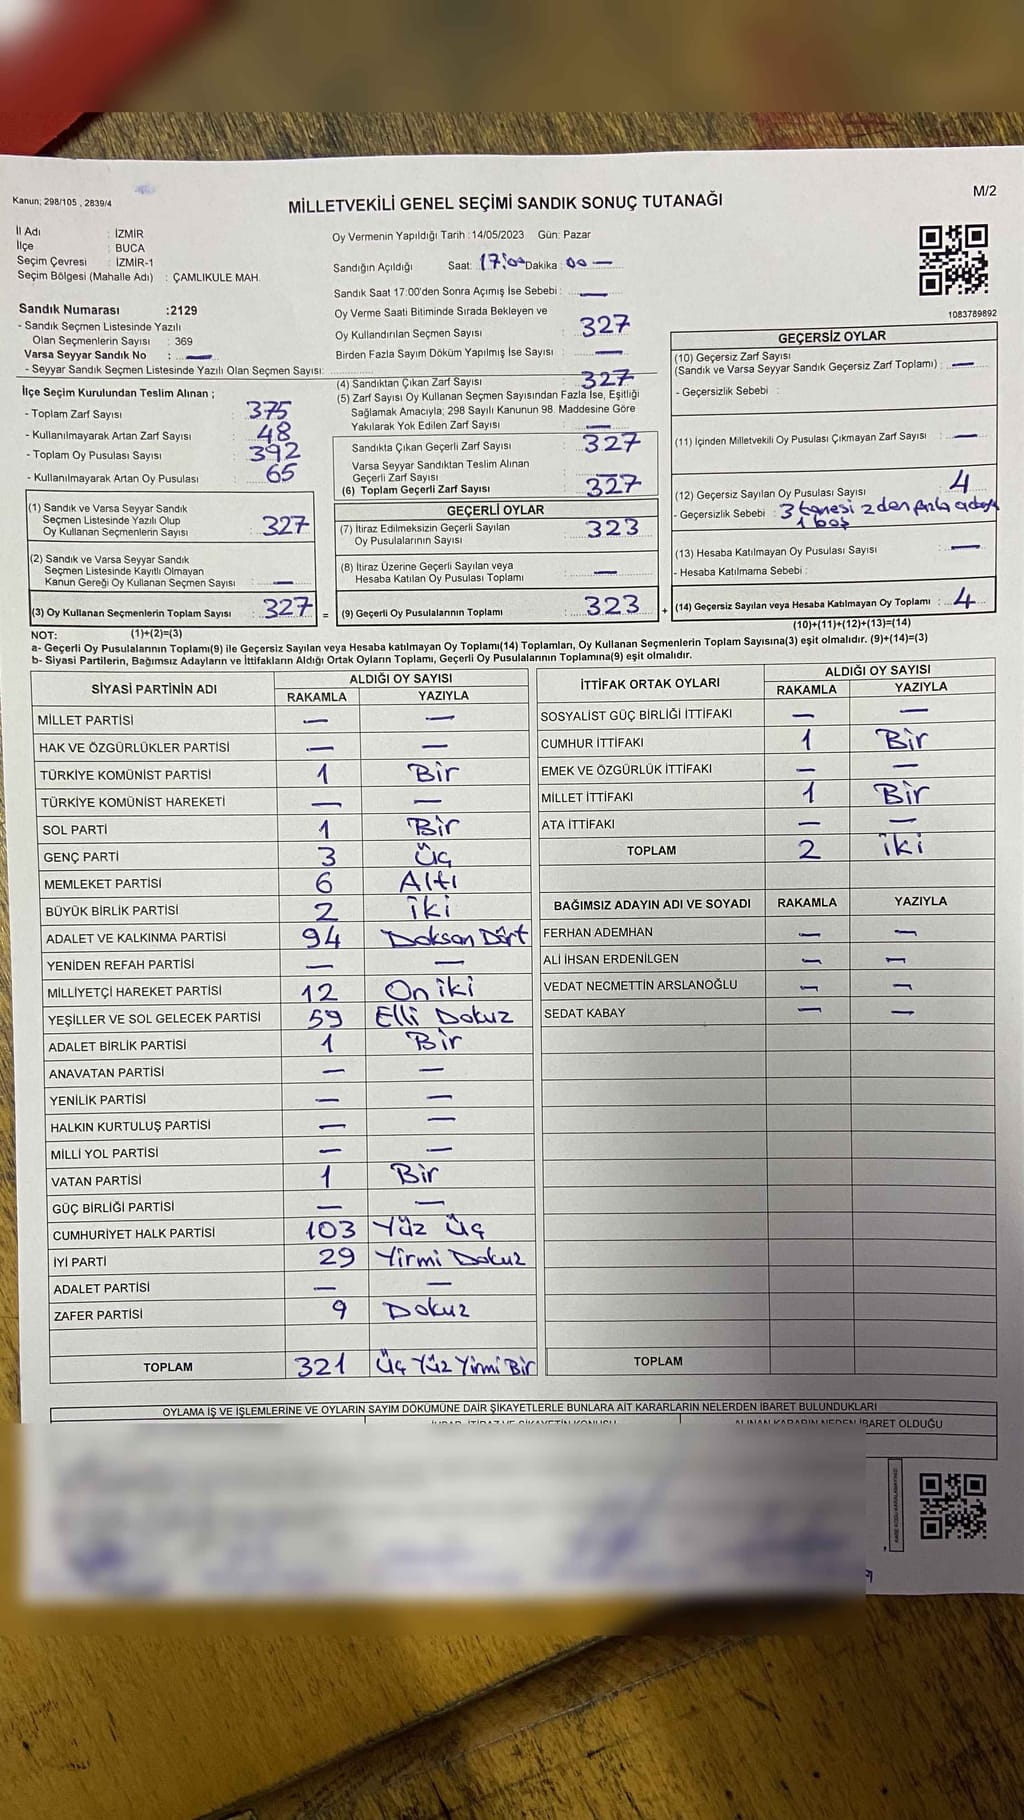 M/2
Kanun; 298/105 , 2839/4
MİLLETVEKİLİ GENEL SEÇİMİ SANDIK SONUÇ TUTANAĞI
İl Adı : İZMİR
İlçe : BUCA
Seçim Çevresi : İZMİR-1
Seçim Bölgesi (Mahalle Adı) : ÇAMLIKULE MAH.
Sandık Numarası :2129
- Sandık Seçmen Listesinde Yazılı
Olan Seçmenlerin Sayısı : 369
Varsa Seyyar Sandık No : —
- Seyyar Sandık Seçmen Listesinde Yazılı Olan Seçmen Sayısı:
Oy Vermenin Yapıldığı Tarih :14/05/2023 Gün: Pazar
Sandığın Açıldığı Saat: 17:00 Dakika : 00 —
Sandık Saat 17:00'den Sonra Açımış İse Sebebi : —
Oy Verme Saati Bitiminde Sırada Bekleyen ve
Oy Kullandırılan Seçmen Sayısı : 327
Birden Fazla Sayım Döküm Yapılmış İse Sayısı : —
1083789892
İlçe Seçim Kurulundan Teslim Alınan ;
- Toplam Zarf Sayısı : 375
- Kullanılmayarak Artan Zarf Sayısı : 48
- Toplam Oy Pusulası Sayısı : 392
- Kullanılmayarak Artan Oy Pusulası : 65
(1) Sandık ve Varsa Seyyar Sandık
Seçmen Listesinde Yazılı Olup
Oy Kullanan Seçmenlerin Sayısı : 327
(2) Sandık ve Varsa Seyyar Sandık
Seçmen Listesinde Kayıtlı Olmayan
Kanun Gereği Oy Kullanan Seçmen Sayısı : —
(3) Oy Kullanan Seçmenlerin Toplam Sayısı : 327 =
(1)+(2)=(3)
(4) Sandıktan Çıkan Zarf Sayısı : 327
(5) Zarf Sayısı Oy Kullanan Seçmen Sayısından Fazla İse, Eşitliği
Sağlamak Amacıyla; 298 Sayılı Kanunun 98. Maddesine Göre
Yakılarak Yok Edilen Zarf Sayısı : —
Sandıkta Çıkan Geçerli Zarf Sayısı : 327
Varsa Seyyar Sandıktan Teslim Alınan
Geçerli Zarf Sayısı :
(6) Toplam Geçerli Zarf Sayısı : 327
GEÇERLİ OYLAR
(7) İtiraz Edilmeksizin Geçerli Sayılan
Oy Pusulalarının Sayısı : 323
(8) İtiraz Üzerine Geçerli Sayılan veya
Hesaba Katılan Oy Pusulası Toplamı : —
(9) Geçerli Oy Pusulalarının Toplamı : 323 +
GEÇERSİZ OYLAR
(10) Geçersiz Zarf Sayısı
(Sandık ve Varsa Seyyar Sandık Geçersiz Zarf Toplamı) : —
- Geçersizlik Sebebi :
(11) İçinden Milletvekili Oy Pusulası Çıkmayan Zarf Sayısı : —
(12) Geçersiz Sayılan Oy Pusulası Sayısı : 4
- Geçersizlik Sebebi : 3 tanesi 2 den fazla
1 boş
(13) Hesaba Katılmayan Oy Pusulası Sayısı : —
- Hesaba Katılmama Sebebi :
(14) Geçersiz Sayılan veya Hesaba Katılmayan Oy Toplamı : 4
(10)+(11)+(12)+(13)=(14)
NOT:
a- Geçerli Oy Pusulalarının Toplamı(9) ile Geçersiz Sayılan veya Hesaba katılmayan Oy Toplamı(14) Toplamları, Oy Kullanan Seçmenlerin Toplam Sayısına(3) eşit olmalıdır. (9)+(14)=(3)
b- Siyasi Partilerin, Bağımsız Adayların ve İttifakların Aldığı Ortak Oyların Toplamı, Geçerli Oy Pusulalarının Toplamına(9) eşit olmalıdır.
SİYASİ PARTİNİN ADI ALDIĞI OY SAYISI
RAKAMLA YAZIYLA
MİLLET PARTİSİ — —
HAK VE ÖZGÜRLÜKLER PARTİSİ — —
TÜRKİYE KOMÜNİST PARTİSİ 1 Bir
TÜRKİYE KOMÜNİST HAREKETİ — —
SOL PARTİ 1 Bir
GENÇ PARTİ 3 Üç
MEMLEKET PARTİSİ 6 Altı
BÜYÜK BİRLİK PARTİSİ 2 iki
ADALET VE KALKINMA PARTİSİ 94 Doksan Dört
YENİDEN REFAH PARTİSİ — —
MİLLİYETÇİ HAREKET PARTİSİ 12 On iki
YEŞİLLER VE SOL GELECEK PARTİSİ 59 Elli Dokuz
ADALET BİRLİK PARTİSİ 1 Bir
ANAVATAN PARTİSİ — —
YENİLİK PARTİSİ — —
HALKIN KURTULUŞ PARTİSİ — —
MİLLİ YOL PARTİSİ — —
VATAN PARTİSİ 1 Bir
GÜÇ BİRLİĞİ PARTİSİ — —
CUMHURİYET HALK PARTİSİ 103 Yüz Üç
İYİ PARTİ 29 Yirmi Dokuz
ADALET PARTİSİ — —
ZAFER PARTİSİ 9 Dokuz
TOPLAM 321 Üç Yüz Yirmi Bir
İTTİFAK ORTAK OYLARI ALDIĞI OY SAYISI
RAKAMLA YAZIYLA
SOSYALİST GÜÇ BİRLİĞİ İTTİFAKI — —
CUMHUR İTTİFAKI 1 Bir
EMEK VE ÖZGÜRLÜK İTTİFAKI — —
MİLLET İTTİFAKI 1 Bir
ATA İTTİFAKI — —
TOPLAM 2 iki
BAĞIMSIZ ADAYIN ADI VE SOYADI RAKAMLA YAZIYLA
FERHAN ADEMHAN — —
ALİ İHSAN ERDENİLGEN — —
VEDAT NECMETTİN ARSLANOĞLU — —
SEDAT KABAY — —
TOPLAM
OYLAMA İŞ VE İŞLEMLERİNE VE OYLARIN SAYIM DÖKÜMÜNE DAİR ŞİKAYETLERLE BUNLARA AİT KARARLARIN NELERDEN İBARET BULUNDUKLARI
ALINAN KARARIN NEDEN İBARET OLDUĞU